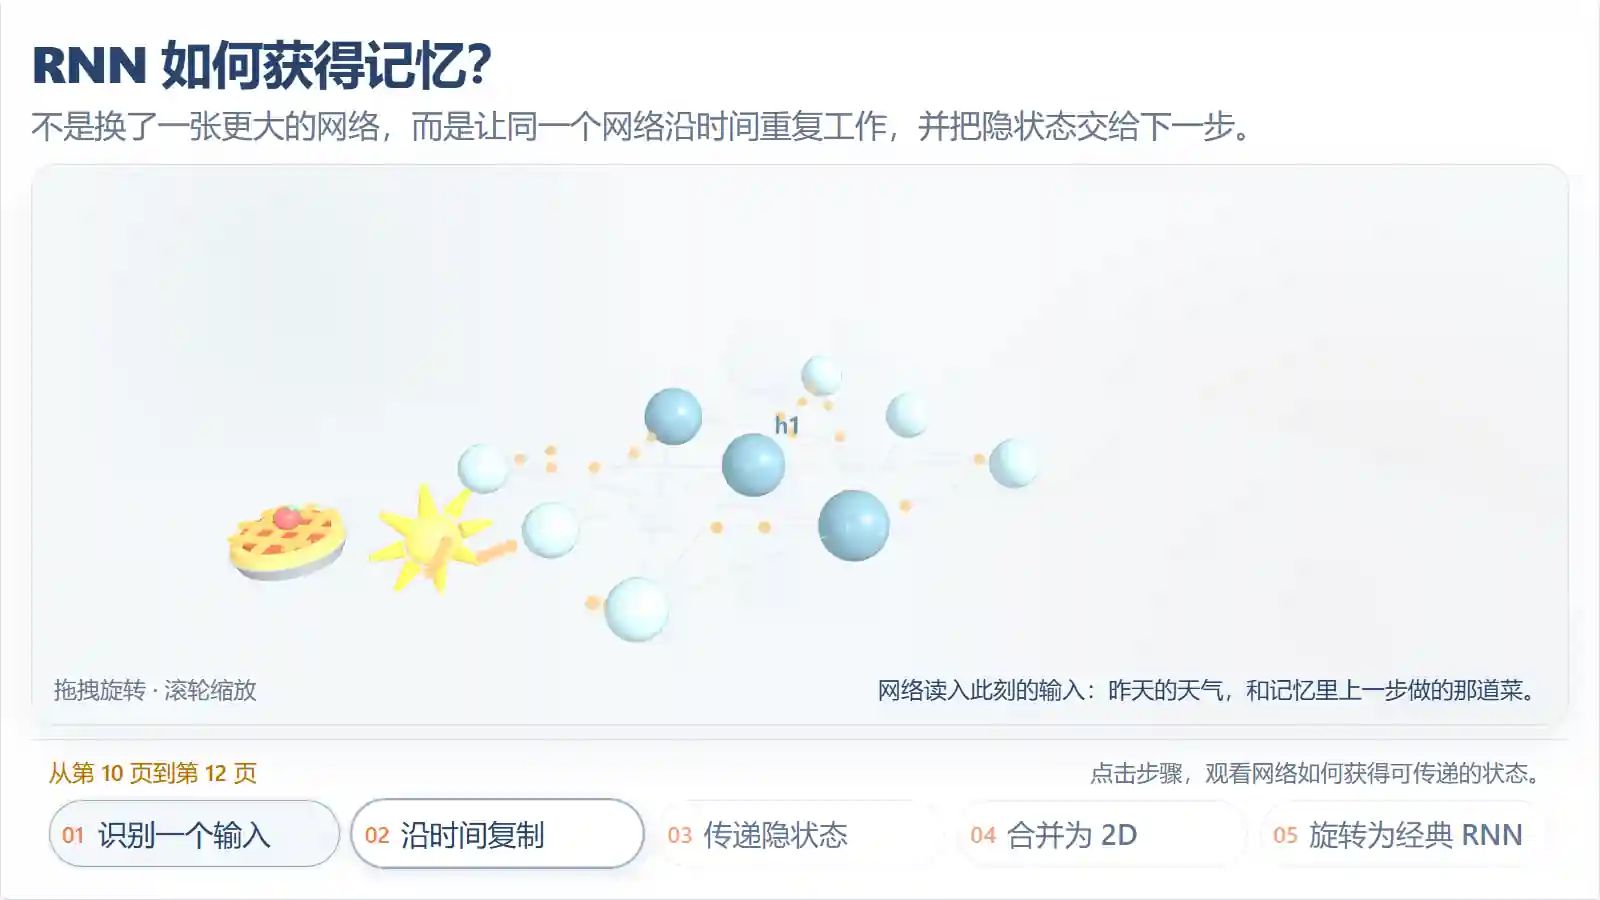 RNN 如何获得记忆？
不是换了一张更大的网络，而是让同一个网络沿时间重复工作，并把隐状态交给下一步。
h1
拖拽旋转 · 滚轮缩放
网络读入此刻的输入：昨天的天气，和记忆里上一步做的那道菜。
从第 10 页到第 12 页
点击步骤，观看网络如何获得可传递的状态。
01 识别一个输入
02 沿时间复制
03 传递隐状态
04 合并为 2D
05 旋转为经典 RNN